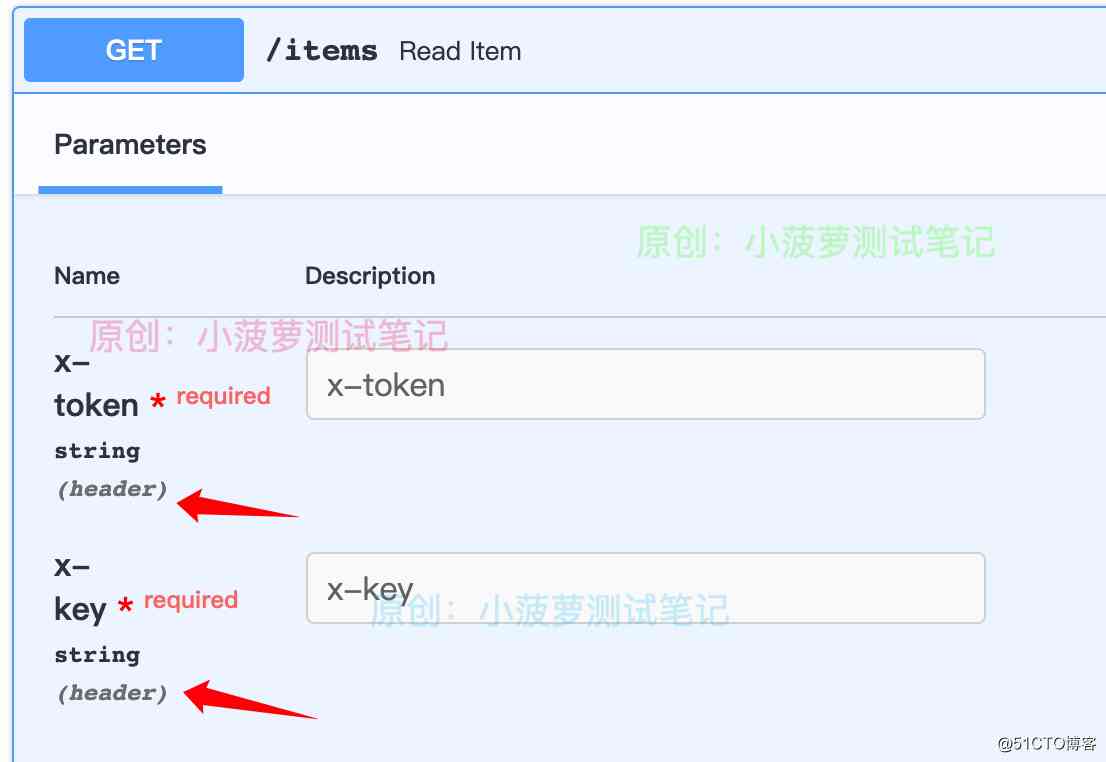 GET /items Read Item
Parameters
原创：小菠萝测试笔记
Name Description
原创：小菠萝测试笔记
x-
token * required
x-token
string
(header)
x-
key * required
x-key
原创：小菠萝测试笔记
string
(header)
@51CTO博客